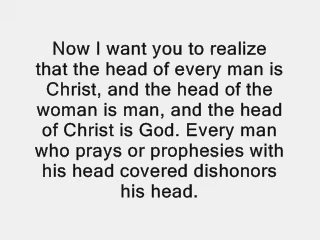 Now I want you to realize
that the head of every man is
Christ, and the head of the
woman is man, and the head
of Christ is God. Every man
who prays or prophesies with
his head covered dishonors
his head.